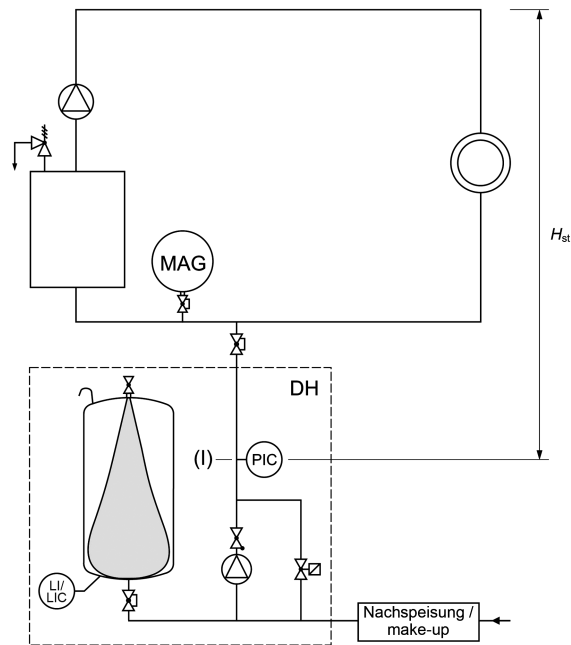 H st
MAG
DH
(I)
PIC
LI/
LIC
Nachspeisung /
make-up